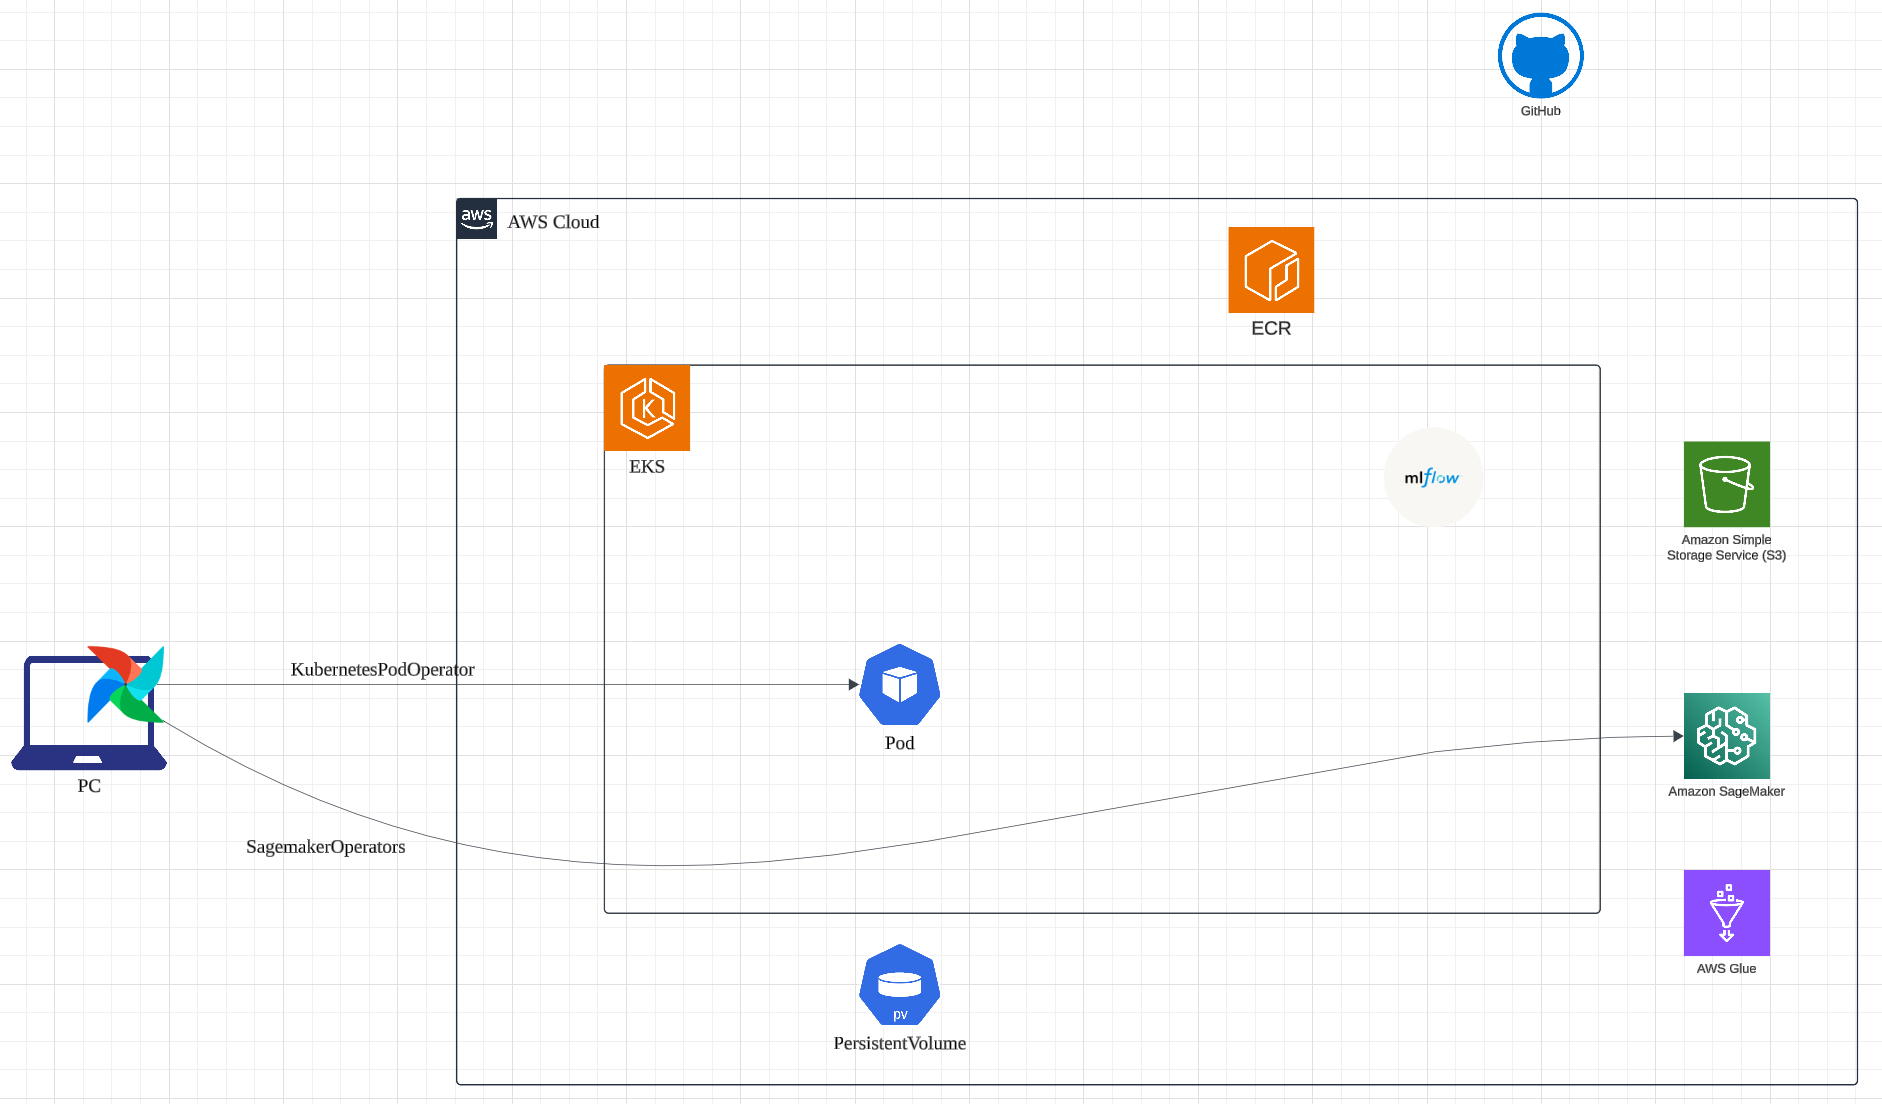 GitHub
aws
AWS Cloud
ECR
EKS
mlflow
Amazon Simple
Storage Service (S3)
KubernetesPodOperator
Pod
PC
Amazon SageMaker
SagemakerOperators
AWS Glue
pv
PersistentVolume